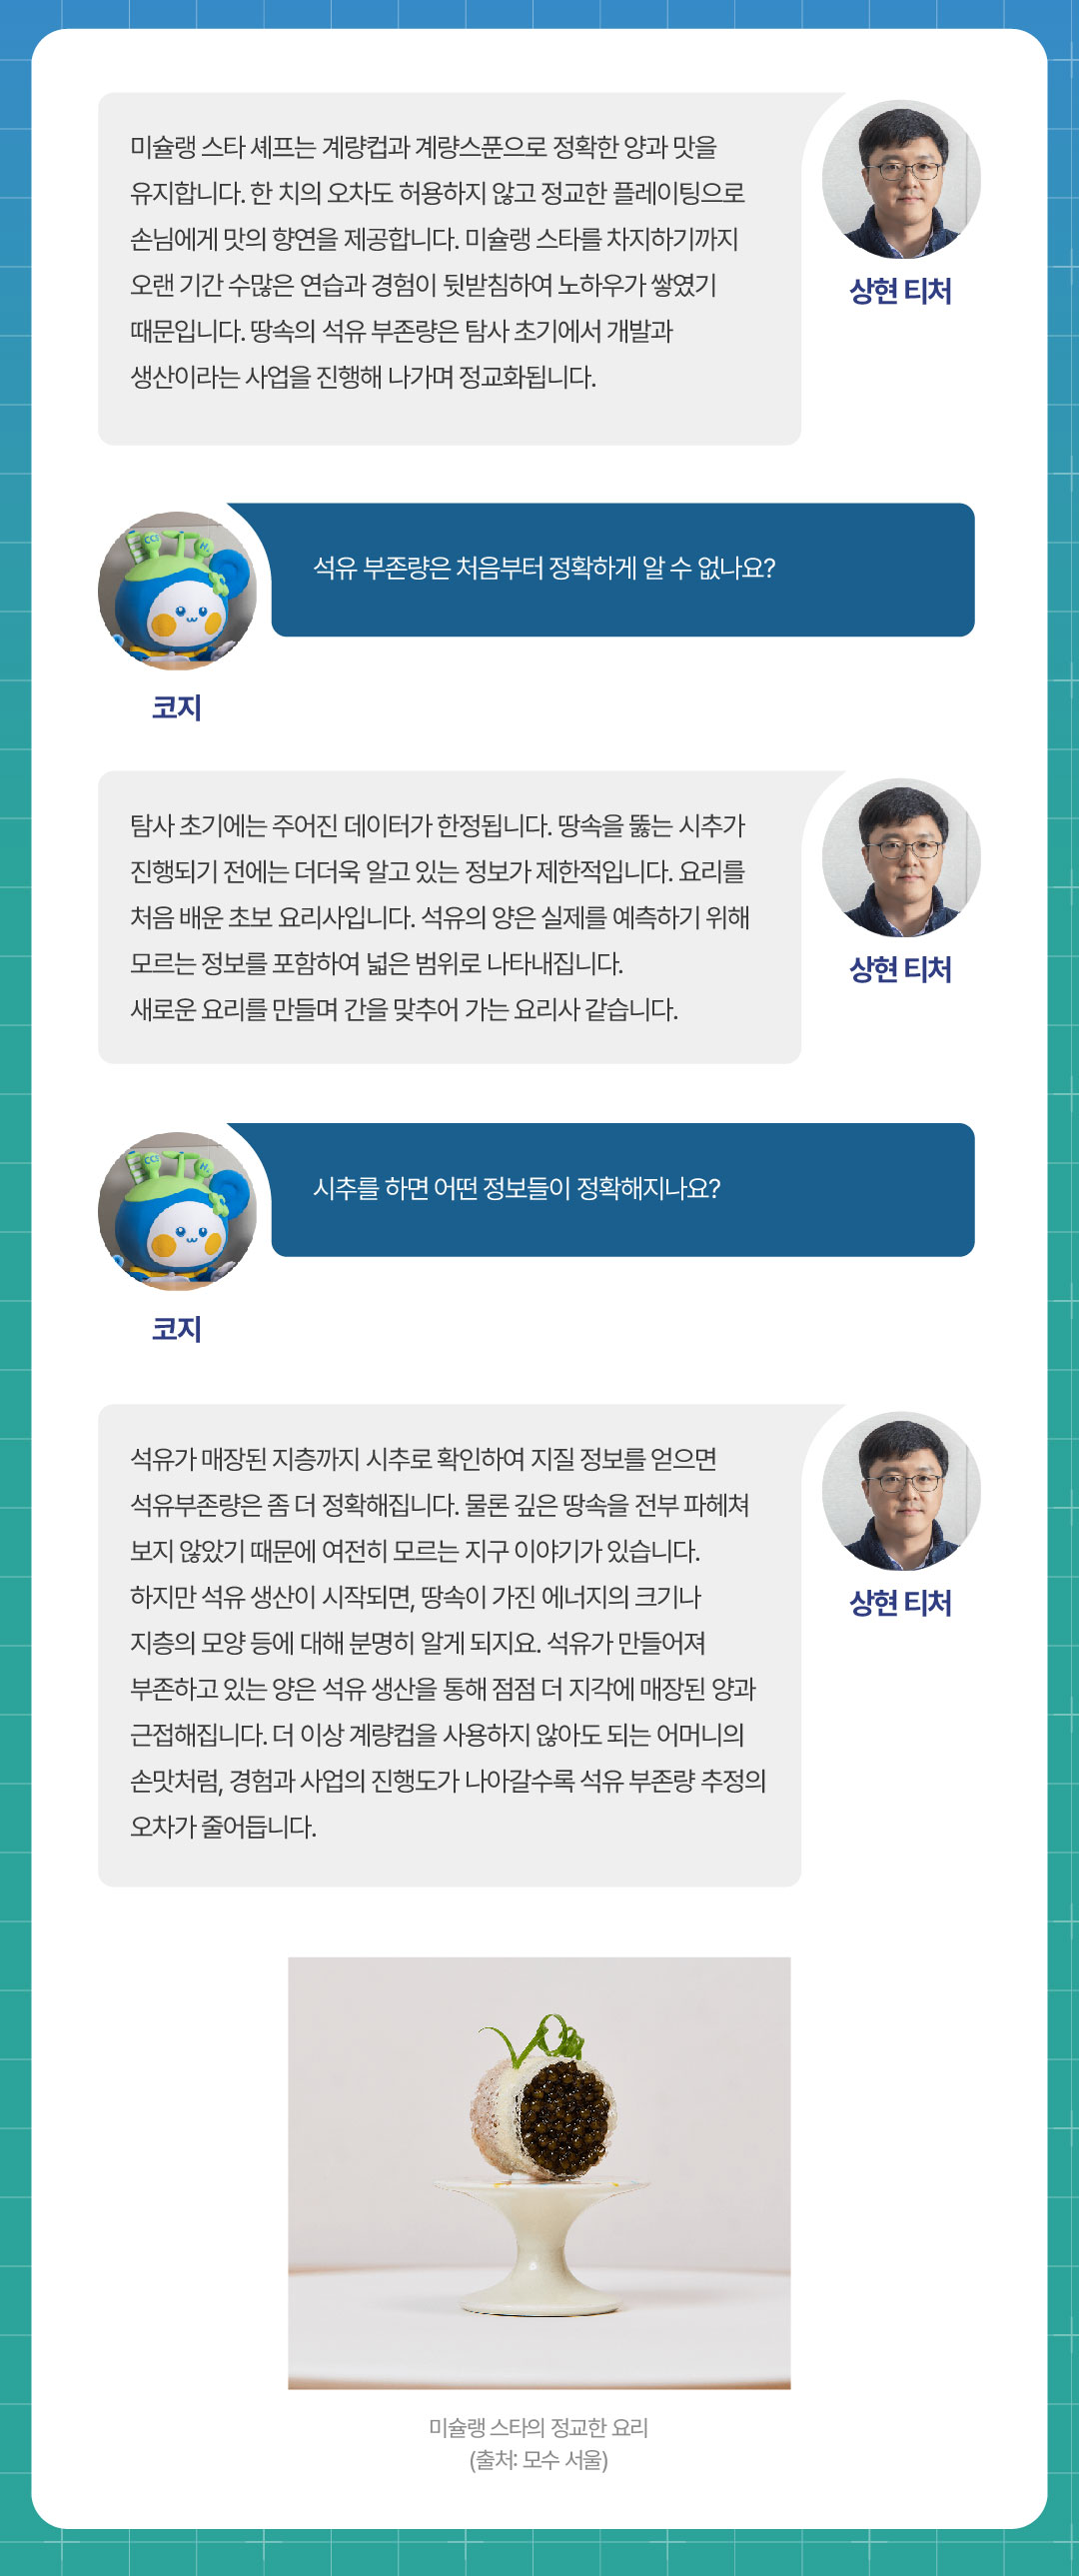 미슐랭 스타 셰프는 계량컵과 계량스푼으로 정확한 양과 맛을
유지합니다. 한 치의 오차도 허용하지 않고 정교한 플레이팅으로
손님에게 맛의 향연을 제공합니다. 미슐랭 스타를 차지하기까지
오랜 기간 수많은 연습과 경험이 뒷받침하여 노하우가 쌓였기
때문입니다. 땅속의 석유 부존량은 탐사 초기에서 개발과
생산이라는 사업을 진행해 나가며 정교화됩니다.
상현 티처
CCS
H₂
석유 부존량은 처음부터 정확하게 알 수 없나요?
코지
탐사 초기에는 주어진 데이터가 한정됩니다. 땅속을 뚫는 시추가
진행되기 전에는 더더욱 알고 있는 정보가 제한적입니다. 요리를
처음 배운 초보 요리사입니다. 석유의 양은 실제를 예측하기 위해
모르는 정보를 포함하여 넓은 범위로 나타내집니다.
새로운 요리를 만들며 간을 맞추어 가는 요리사 같습니다.
상현 티처
CCS
H₂
시추를 하면 어떤 정보들이 정확해지나요?
코지
석유가 매장된 지층까지 시추로 확인하여 지질 정보를 얻으면
석유부존량은 좀 더 정확해집니다. 물론 깊은 땅속을 전부 파헤쳐
보지 않았기 때문에 여전히 모르는 지구 이야기가 있습니다.
하지만 석유 생산이 시작되면, 땅속이 가진 에너지의 크기나
지층의 모양 등에 대해 분명히 알게 되지요. 석유가 만들어져
부존하고 있는 양은 석유 생산을 통해 점점 더 지각에 매장된 양과
근접해집니다. 더 이상 계량컵을 사용하지 않아도 되는 어머니의
손맛처럼, 경험과 사업의 진행도가 나아갈수록 석유 부존량 추정의
오차가 줄어듭니다.
상현 티처
미슐랭 스타의 정교한 요리
(출처: 모수 서울)